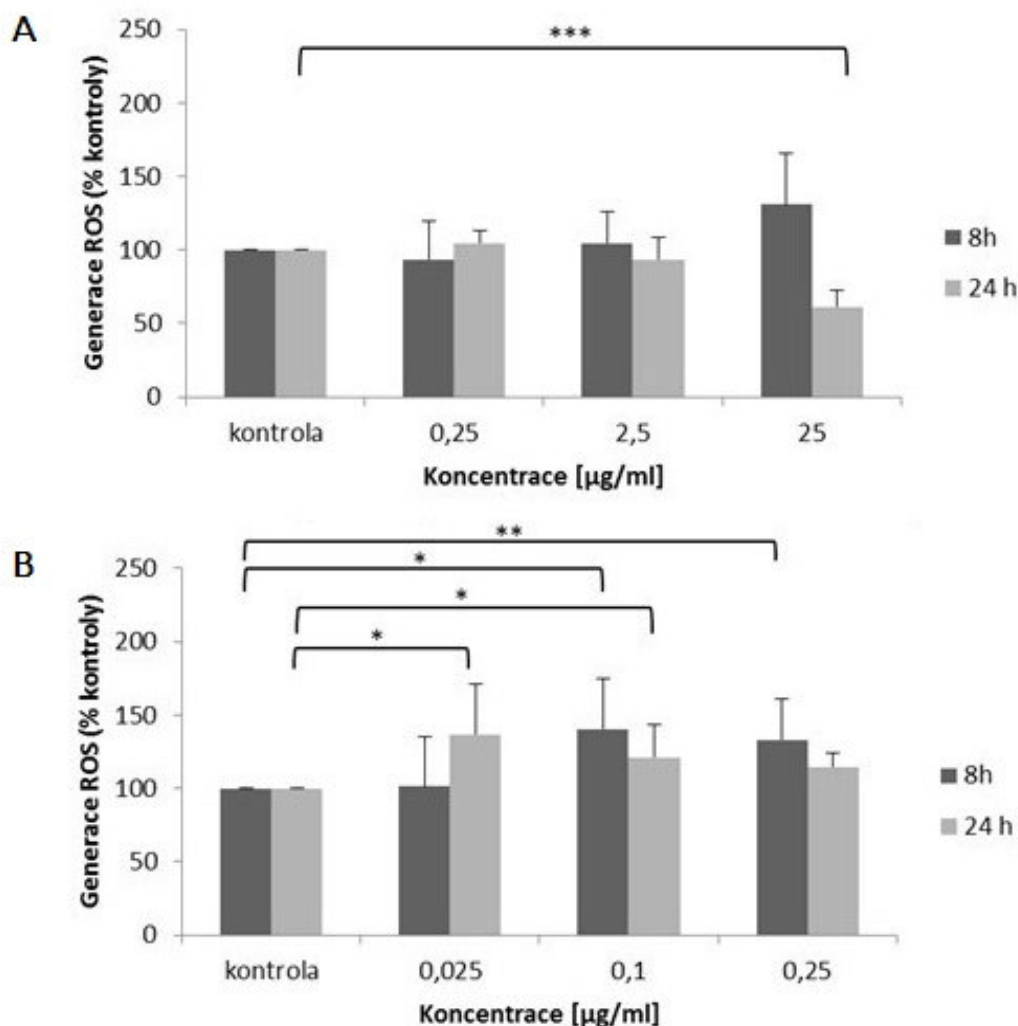 A
Generace ROS (% kontroly)
250
200
150
100
50
0
***
kontrola 0,25 2,5 25
Koncentrace [µg/ml]
8h
24 h
B
Generace ROS (% kontroly)
250
200
150
100
50
0
**
*
*
*
kontrola 0,025 0,1 0,25
Koncentrace [µg/ml]
8h
24 h